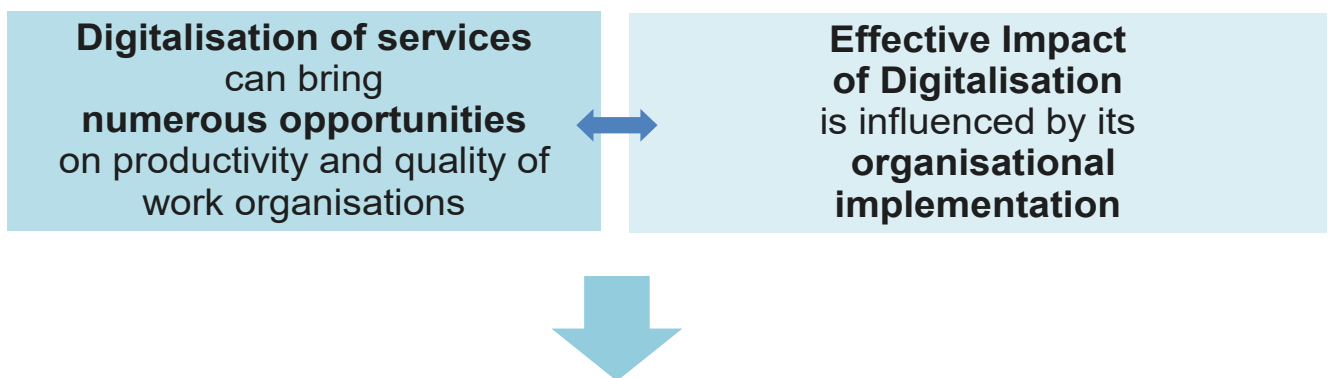 Digitalisation of services
can bring
numerous opportunities
on productivity and quality of
work organisations
Effective Impact
of Digitalisation
is influenced by its
organisational
implementation